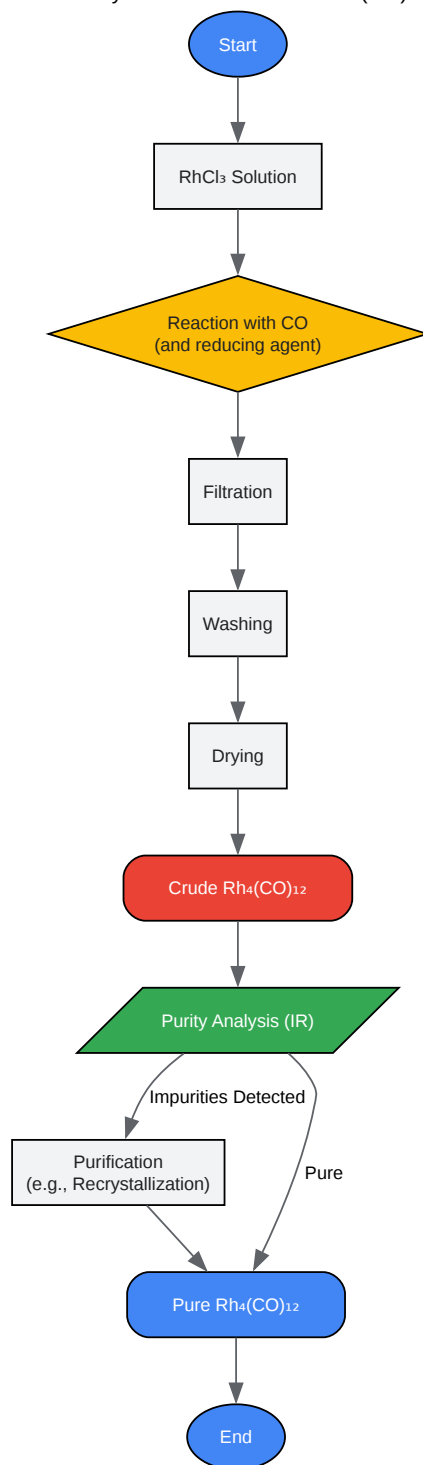 Start
RhCl₃ Solution
Reaction with CO
(and reducing agent)
Filtration
Washing
Drying
Crude Rh₄(CO)₁₂
Purity Analysis (IR)
Impurities Detected
Pure
Purification
(e.g., Recrystallization)
Pure Rh₄(CO)₁₂
End